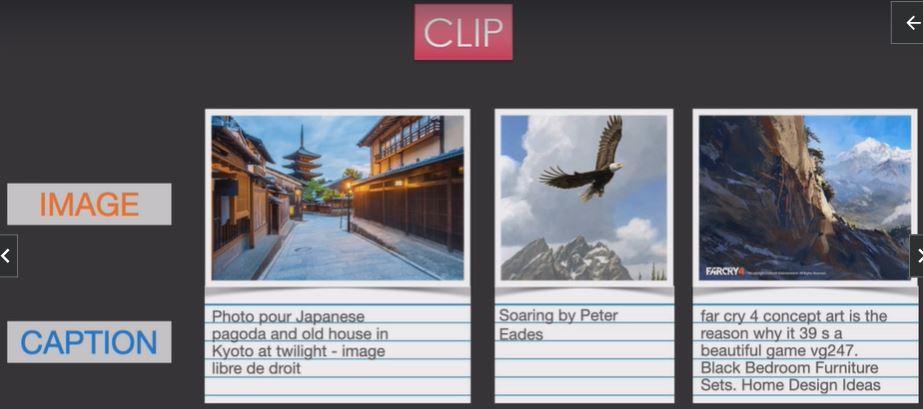 CLIP
IMAGE
FARCRY4
CAPTION
Photo pour Japanese
pagoda and old house in
Kyoto at twilight - image
libre de droit
Soaring by Peter
Eades
far cry 4 concept art is the
reason why it 39 s a
beautiful game vg247.
Black Bedroom Furniture
Sets. Home Design Ideas